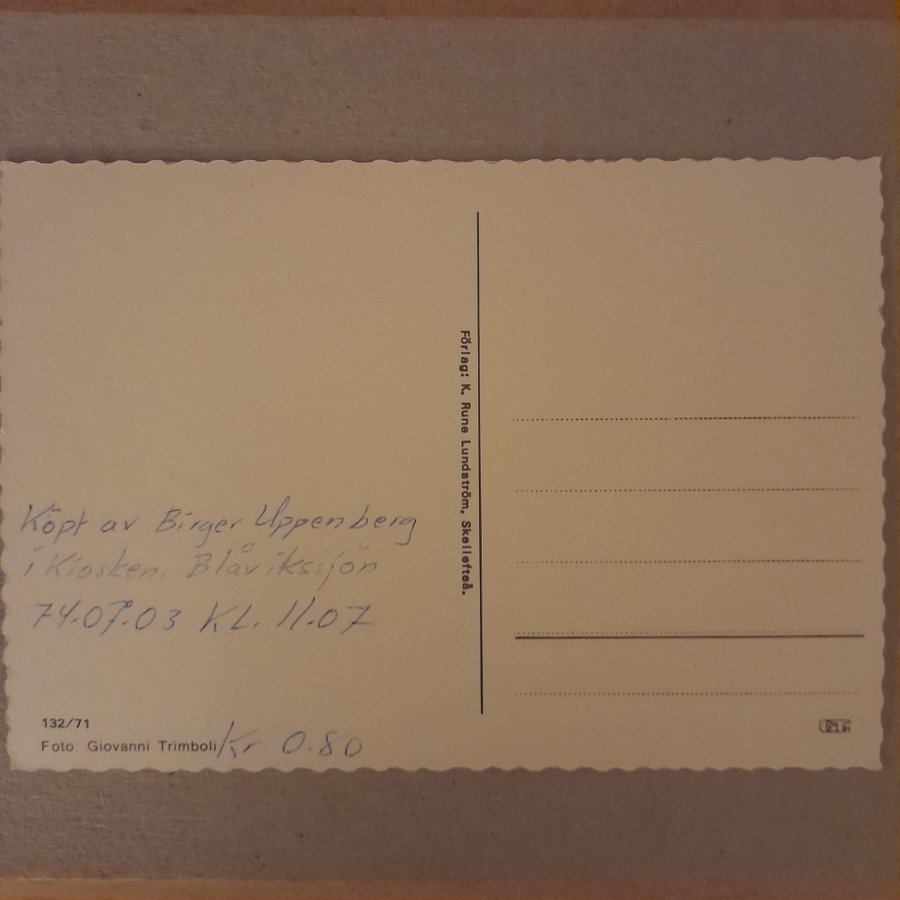 Köpt av Birger Uppenberg
i Kiosken, Blåvikssjön
74.07.03 KL. 11.07
132/71
Foto: Giovanni Trimboli Kr 0.80
Förlag: K. Rune Lundström, Skellefteå.